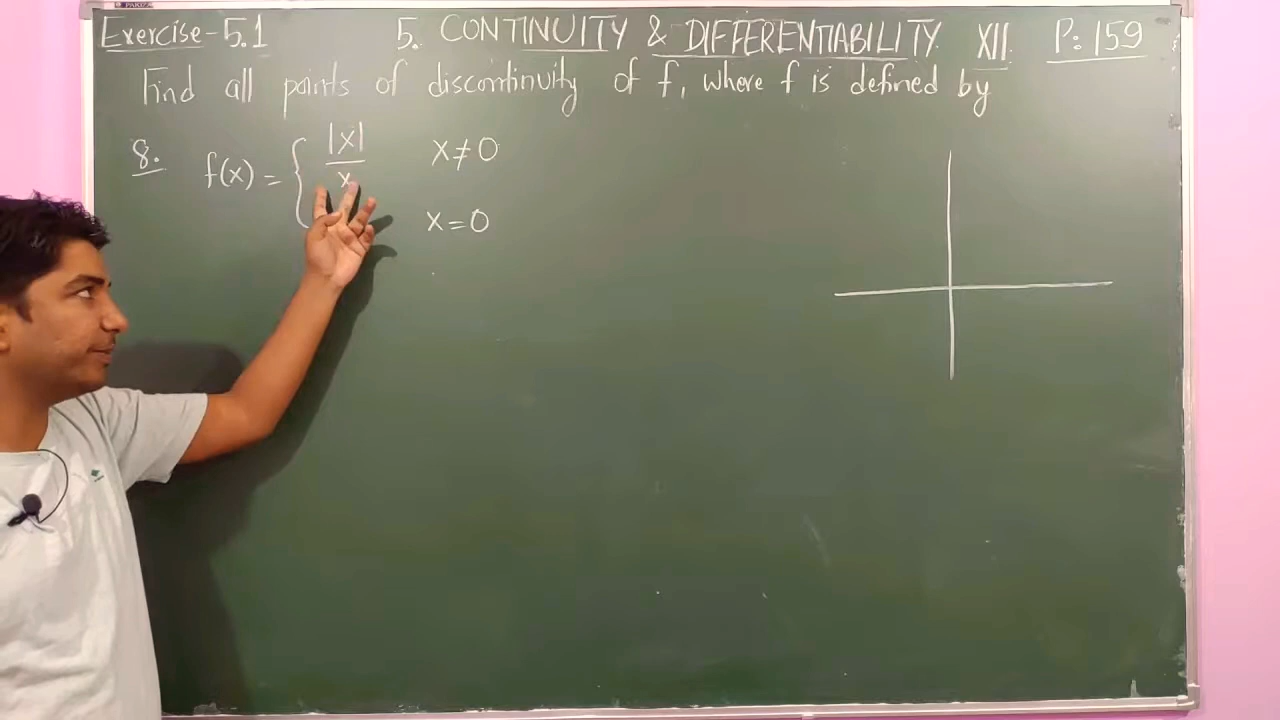 Exercise-5.1 5. CONTINUITY & DIFFERENTIABILITY XII P:159
Find all points of discontinuity of f, where f is defined by
8. f(x) = { |x|/x x≠0
x=0